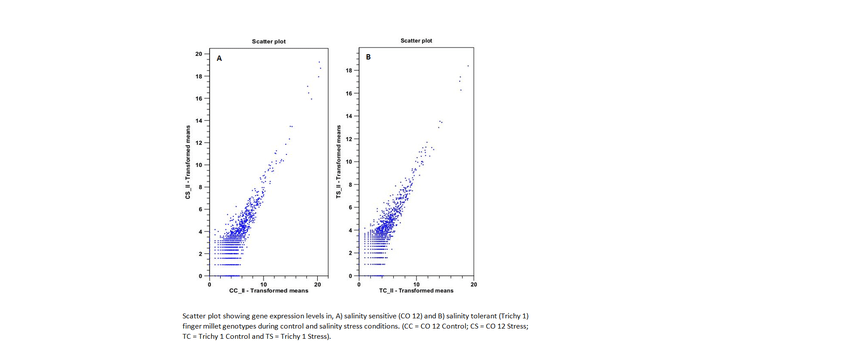 Scatter plot
A
20
18
16
14
12
10
8
6
4
2
0
CS_II - Transformed means
0 10 20
CC_II - Transformed means
Scatter plot
B
18
16
14
12
10
8
6
4
2
0
TS_II - Transformed means
0 10 20
TC_II - Transformed means
Scatter plot showing gene expression levels in, A) salinity sensitive (CO 12) and B) salinity tolerant (Trichy 1)
finger millet genotypes during control and salinity stress conditions. (CC = CO 12 Control; CS = CO 12 Stress;
TC = Trichy 1 Control and TS = Trichy 1 Stress).